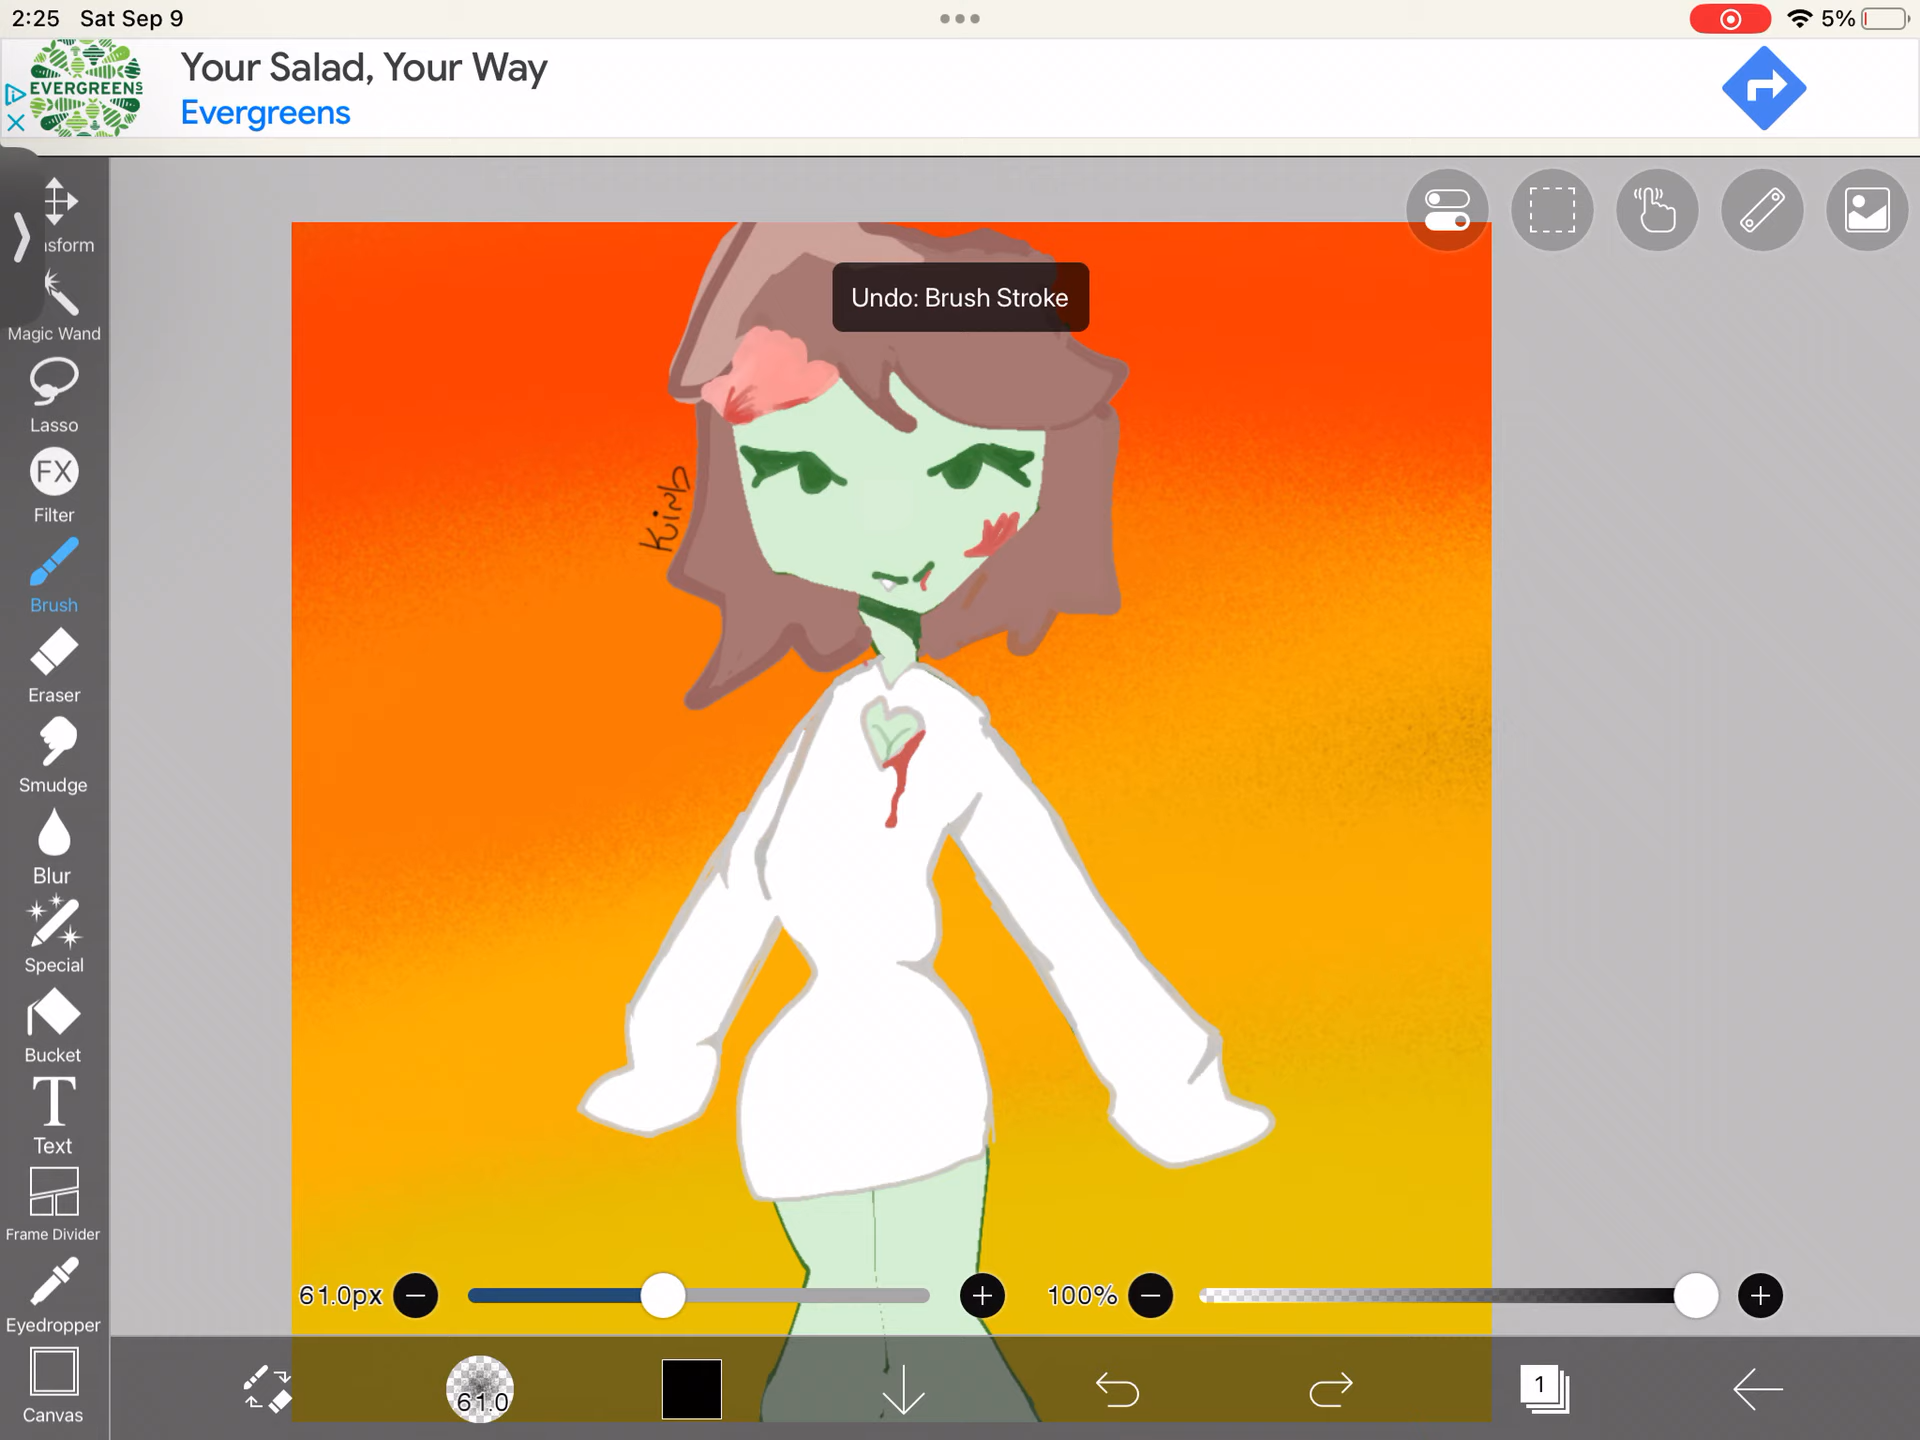 2:25 Sat Sep 9
5%
EVERGREENS
Your Salad, Your Way
Evergreens
nsform
Magic Wand
Lasso
FX
Filter
Brush
Eraser
Smudge
Blur
Special
Bucket
T
Text
Frame Divider
Eyedropper
Canvas
Undo: Brush Stroke
61.0px
100%
61.0
1